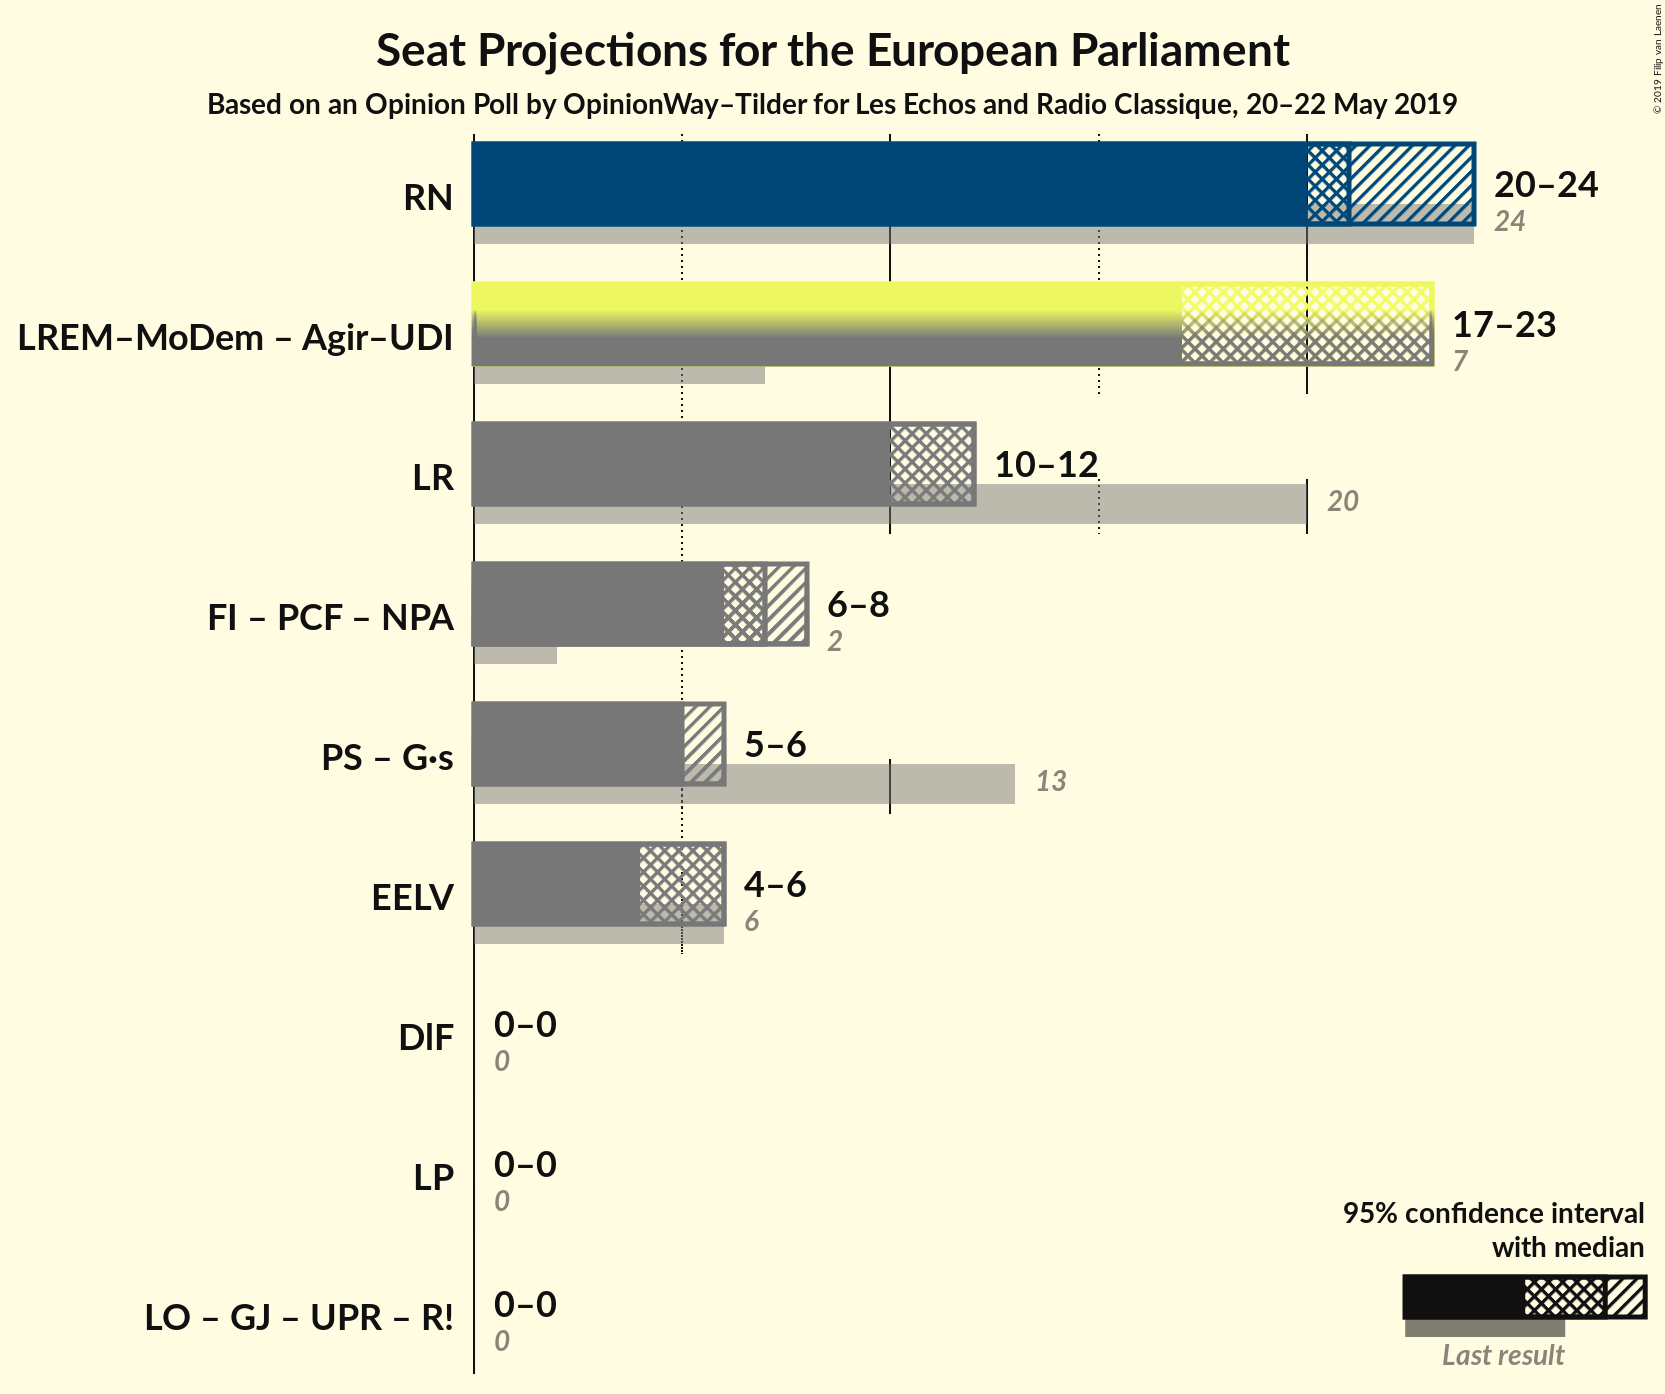 Seat Projections for the European Parliament
Based on an Opinion Poll by OpinionWay–Tilder for Les Echos and Radio Classique, 20–22 May 2019
© 2019 Filip van Laenen
RN
20–24
24
LREM–MoDem – Agir–UDI
17–23
7
LR
10–12
20
FI – PCF – NPA
6–8
2
PS – G·s
5–6
13
EELV
4–6
6
DlF
0–0
0
LP
0–0
0
LO – GJ – UPR – R!
0–0
0
95% confidence interval
with median
Last result